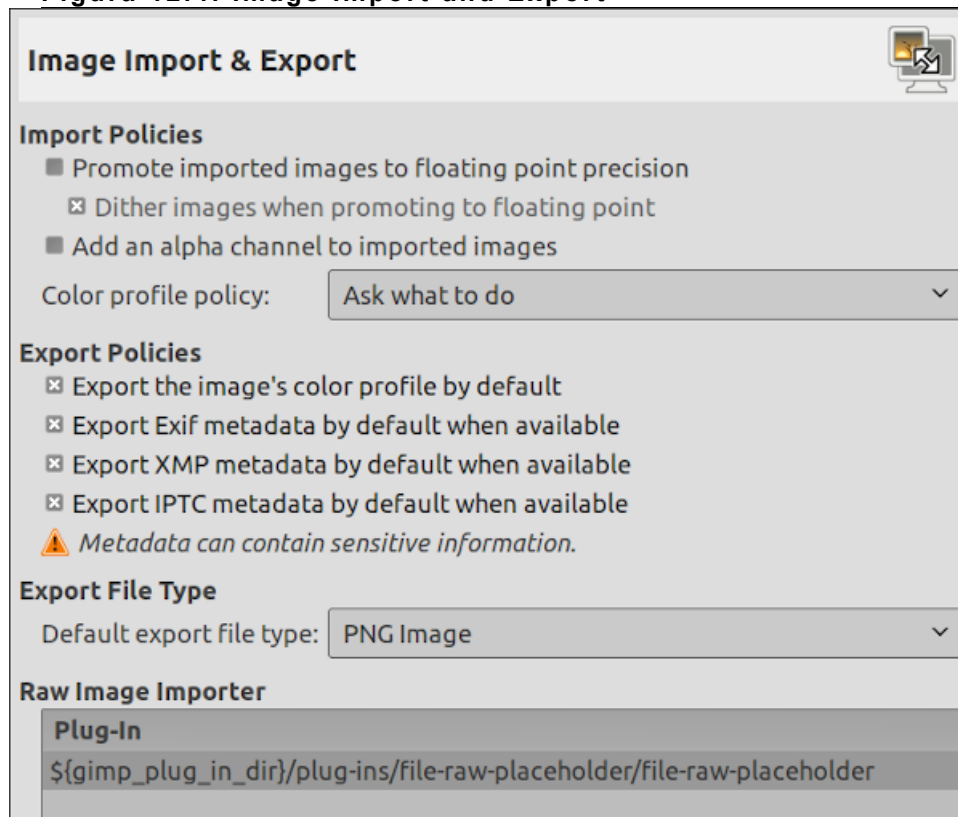 Image Import & Export
Import Policies
Promote imported images to floating point precision
Dither images when promoting to floating point
Add an alpha channel to imported images
Color profile policy: Ask what to do
Export Policies
Export the image's color profile by default
Export Exif metadata by default when available
Export XMP metadata by default when available
Export IPTC metadata by default when available
Metadata can contain sensitive information.
Export File Type
Default export file type: PNG Image
Raw Image Importer
Plug-In
${gimp_plug_in_dir}/plug-ins/file-raw-placeholder/file-raw-placeholder